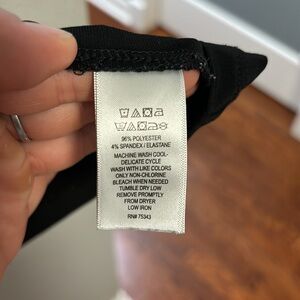 96% POLYESTER
4% SPANDEX / ELASTANE
MACHINE WASH COOL-
DELICATE CYCLE
WASH WITH LIKE COLORS
ONLY NON-CHLORINE
BLEACH WHEN NEEDED
TUMBLE DRY LOW
REMOVE PROMPTLY
FROM DRYER
LOW IRON
RN# 75343